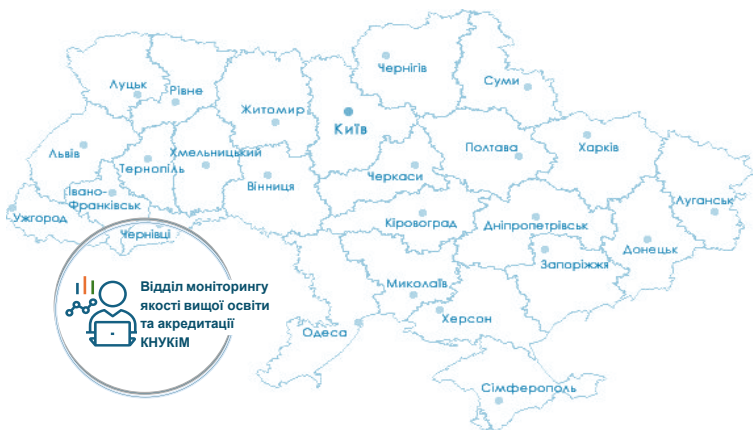 Чернігів
Луцьк
Рівне
Суми
Житомир
Київ
Львів
Тернопіль
Хмельницький
Полтава
Харків
Вінниця
Черкаси
Івано-
Франківськ
Ужгород
Луганськ
Чернівці
Кіровоград
Дніпропетрівськ
Донецьк
Запоріжжя
Миколаїв
Херсон
Одеса
Сімферополь
Відділ моніторингу
якості вищої освіти
та акредитації
КНУКіМ